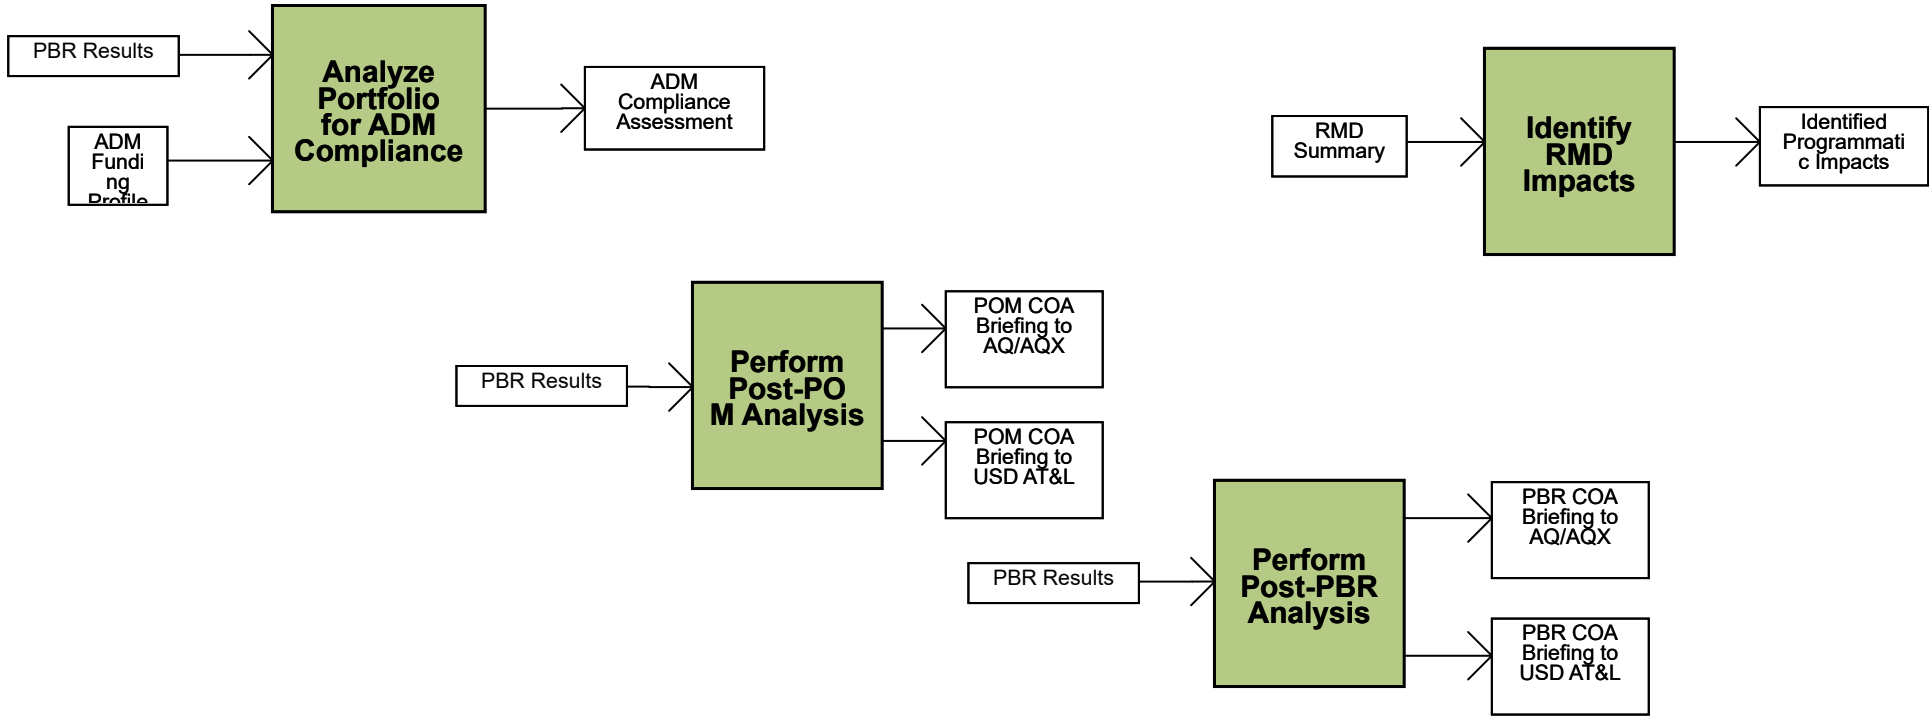 PBR Results
ADM
Fundi
ng
Profile
Analyze
Portfolio
for ADM
Compliance
ADM
Compliance
Assessment
RMD
Summary
Identify
RMD
Impacts
Identified
Programmati
c Impacts
PBR Results
Perform
Post-PO
M Analysis
POM COA
Briefing to
AQ/AQX
POM COA
Briefing to
USD AT&L
PBR Results
Perform
Post-PBR
Analysis
PBR COA
Briefing to
AQ/AQX
PBR COA
Briefing to
USD AT&L